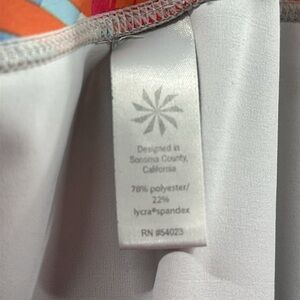 Designed in
Sonoma County,
California
78% polyester/
22%
lycra®spandex
RN #54023